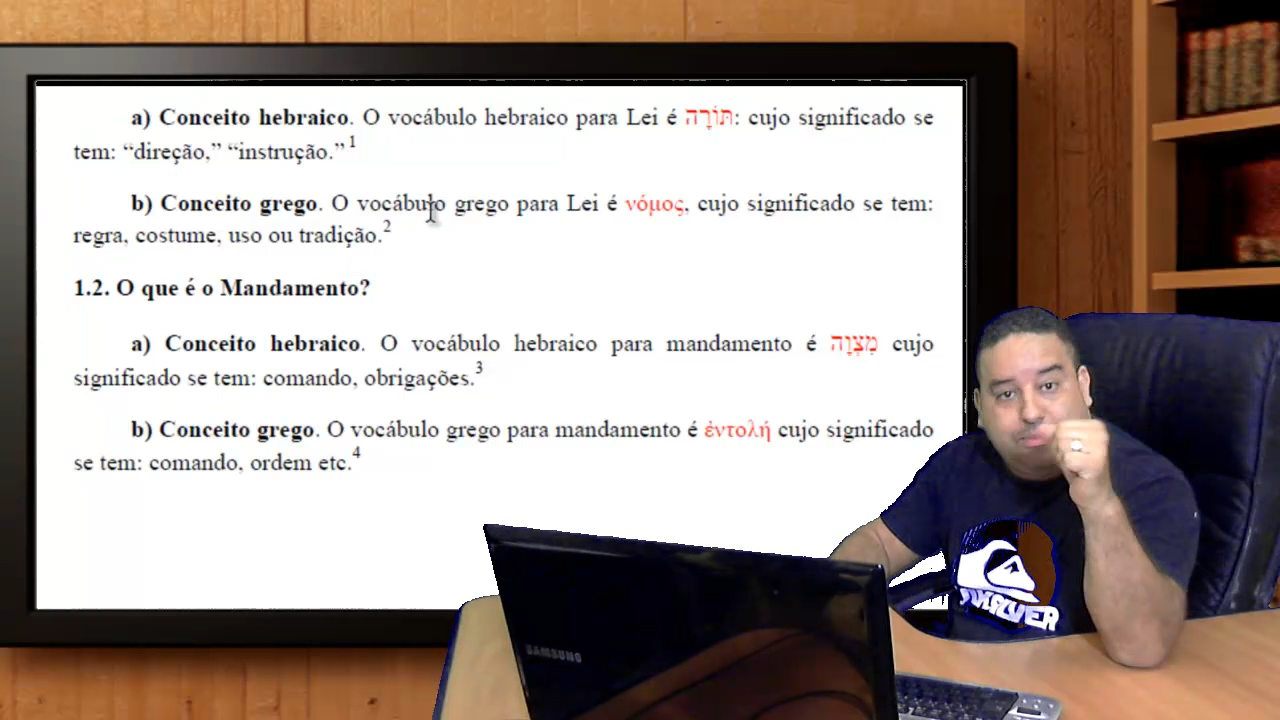 a) Conceito hebraico. O vocábulo hebraico para Lei é תּוֹרָה: cujo significado se
tem: “direção,” “instrução.” 1
b) Conceito grego. O vocábulo grego para Lei é νόμος, cujo significado se tem:
regra, costume, uso ou tradição.2
1.2. O que é o Mandamento?
a) Conceito hebraico. O vocábulo hebraico para mandamento é מִצְוָה cujo
significado se tem: comando, obrigações.3
b) Conceito grego. O vocábulo grego para mandamento é ἐντολή cujo significado
se tem: comando, ordem etc.4
SAMSUNG